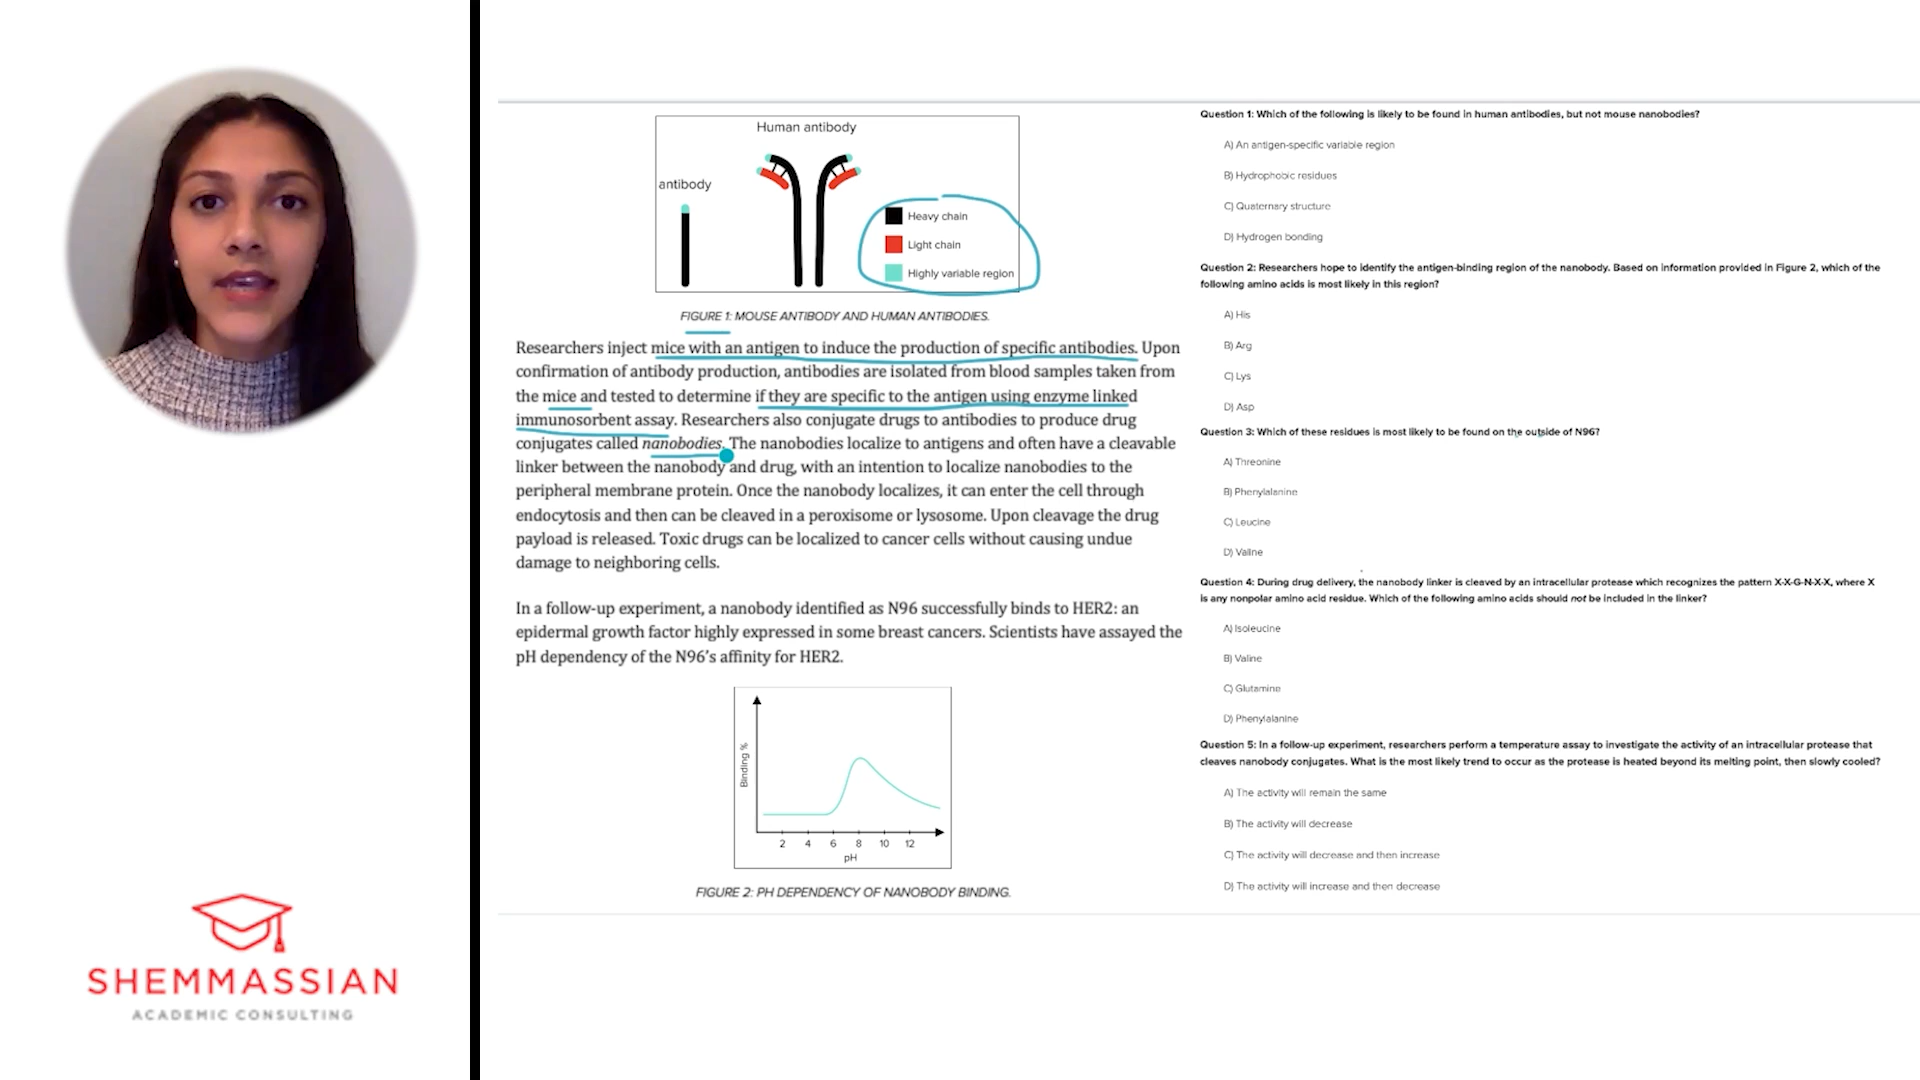 Human antibody
antibody
Heavy chain
Light chain
Highly variable region
FIGURE 1: MOUSE ANTIBODY AND HUMAN ANTIBODIES.
Researchers inject mice with an antigen to induce the production of specific antibodies. Upon
confirmation of antibody production, antibodies are isolated from blood samples taken from
the mice and tested to determine if they are specific to the antigen using enzyme linked
immunosorbent assay. Researchers also conjugate drugs to antibodies to produce drug
conjugates called nanobodies. The nanobodies localize to antigens and often have a cleavable
linker between the nanobody and drug, with an intention to localize nanobodies to the
peripheral membrane protein. Once the nanobody localizes, it can enter the cell through
endocytosis and then can be cleaved in a peroxisome or lysosome. Upon cleavage the drug
payload is released. Toxic drugs can be localized to cancer cells without causing undue
damage to neighboring cells.
In a follow-up experiment, a nanobody identified as N96 successfully binds to HER2: an
epidermal growth factor highly expressed in some breast cancers. Scientists have assayed the
pH dependency of the N96's affinity for HER2.
Binding %
2 4 6 8 10 12
pH
FIGURE 2: PH DEPENDENCY OF NANOBODY BINDING.
Question 1: Which of the following is likely to be found in human antibodies, but not mouse nanobodies?
A) An antigen-specific variable region
B) Hydrophobic residues
C) Quaternary structure
D) Hydrogen bonding
Question 2: Researchers hope to identify the antigen-binding region of the nanobody. Based on information provided in Figure 2, which of the
following amino acids is most likely in this region?
A) His
B) Arg
C) Lys
D) Asp
Question 3: Which of these residues is most likely to be found on the outside of N96?
A) Threonine
B) Phenylalanine
C) Leucine
D) Valine
Question 4: During drug delivery, the nanobody linker is cleaved by an intracellular protease which recognizes the pattern X-X-G-N-X-X, where X
is any nonpolar amino acid residue. Which of the following amino acids should not be included in the linker?
A) Isoleucine
B) Valine
C) Glutamine
D) Phenylalanine
Question 5: In a follow-up experiment, researchers perform a temperature assay to investigate the activity of an intracellular protease that
cleaves nanobody conjugates. What is the most likely trend to occur as the protease is heated beyond its melting point, then slowly cooled?
A) The activity will remain the same
B) The activity will decrease
C) The activity will decrease and then increase
D) The activity will increase and then decrease
SHEMMASSIAN
ACADEMIC CONSULTING